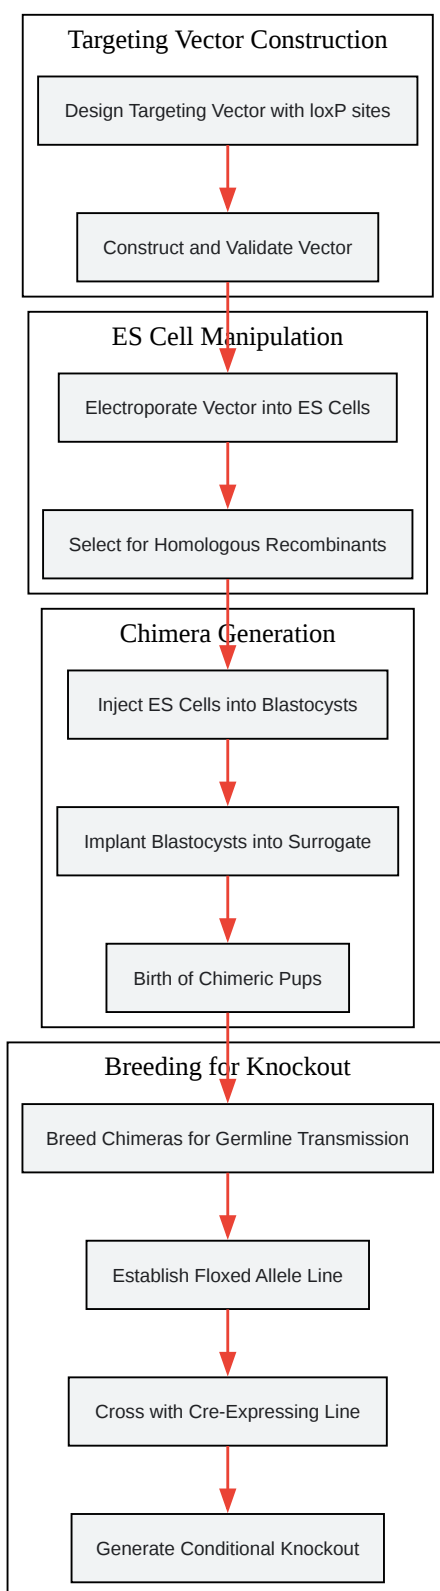 Targeting Vector Construction
Design Targeting Vector with loxP sites
Construct and Validate Vector
ES Cell Manipulation
Electroporate Vector into ES Cells
Select for Homologous Recombinants
Chimera Generation
Inject ES Cells into Blastocysts
Implant Blastocysts into Surrogate
Birth of Chimeric Pups
Breeding for Knockout
Breed Chimeras for Germline Transmission
Establish Floxed Allele Line
Cross with Cre-Expressing Line
Generate Conditional Knockout